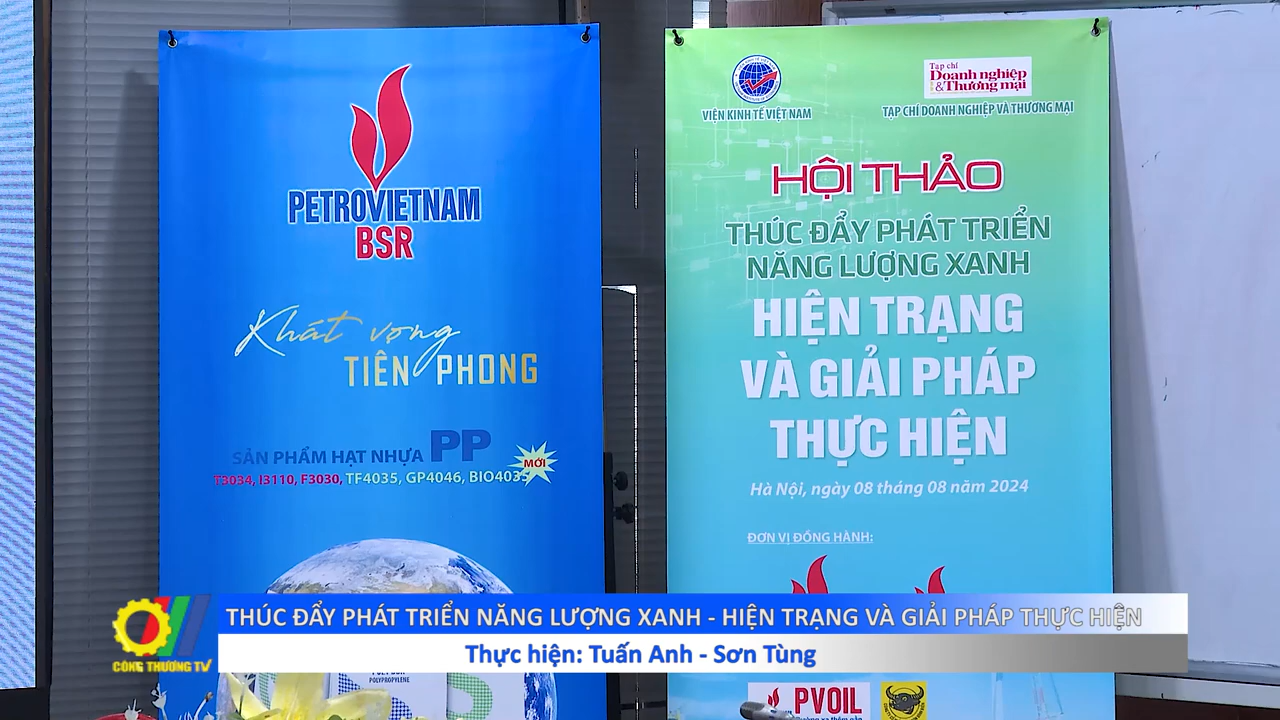 PETROVIETNAM
BSR
Khát vọng
TIÊN PHONG
SẢN PHẨM HẠT NHỰA PP
MỚI
T3034, I3110, F3030, TF4035, GP4046, BIO4035
POLYPROPYLENE
VIỆN KINH TẾ VIỆT NAM
Tạp chí
Doanh nghiệp
& Thương mại
TẠP CHÍ DOANH NGHIỆP VÀ THƯƠNG MẠI
HỘI THẢO
THÚC ĐẨY PHÁT TRIỂN
NĂNG LƯỢNG XANH
HIỆN TRẠNG
VÀ GIẢI PHÁP
THỰC HIỆN
Hà Nội, ngày 08 tháng 08 năm 2024
ĐƠN VỊ ĐỒNG HÀNH:
PVOIL
CÔNG THƯƠNG TV
THÚC ĐẨY PHÁT TRIỂN NĂNG LƯỢNG XANH - HIỆN TRẠNG VÀ GIẢI PHÁP THỰC HIỆN
Thực hiện: Tuấn Anh - Sơn Tùng